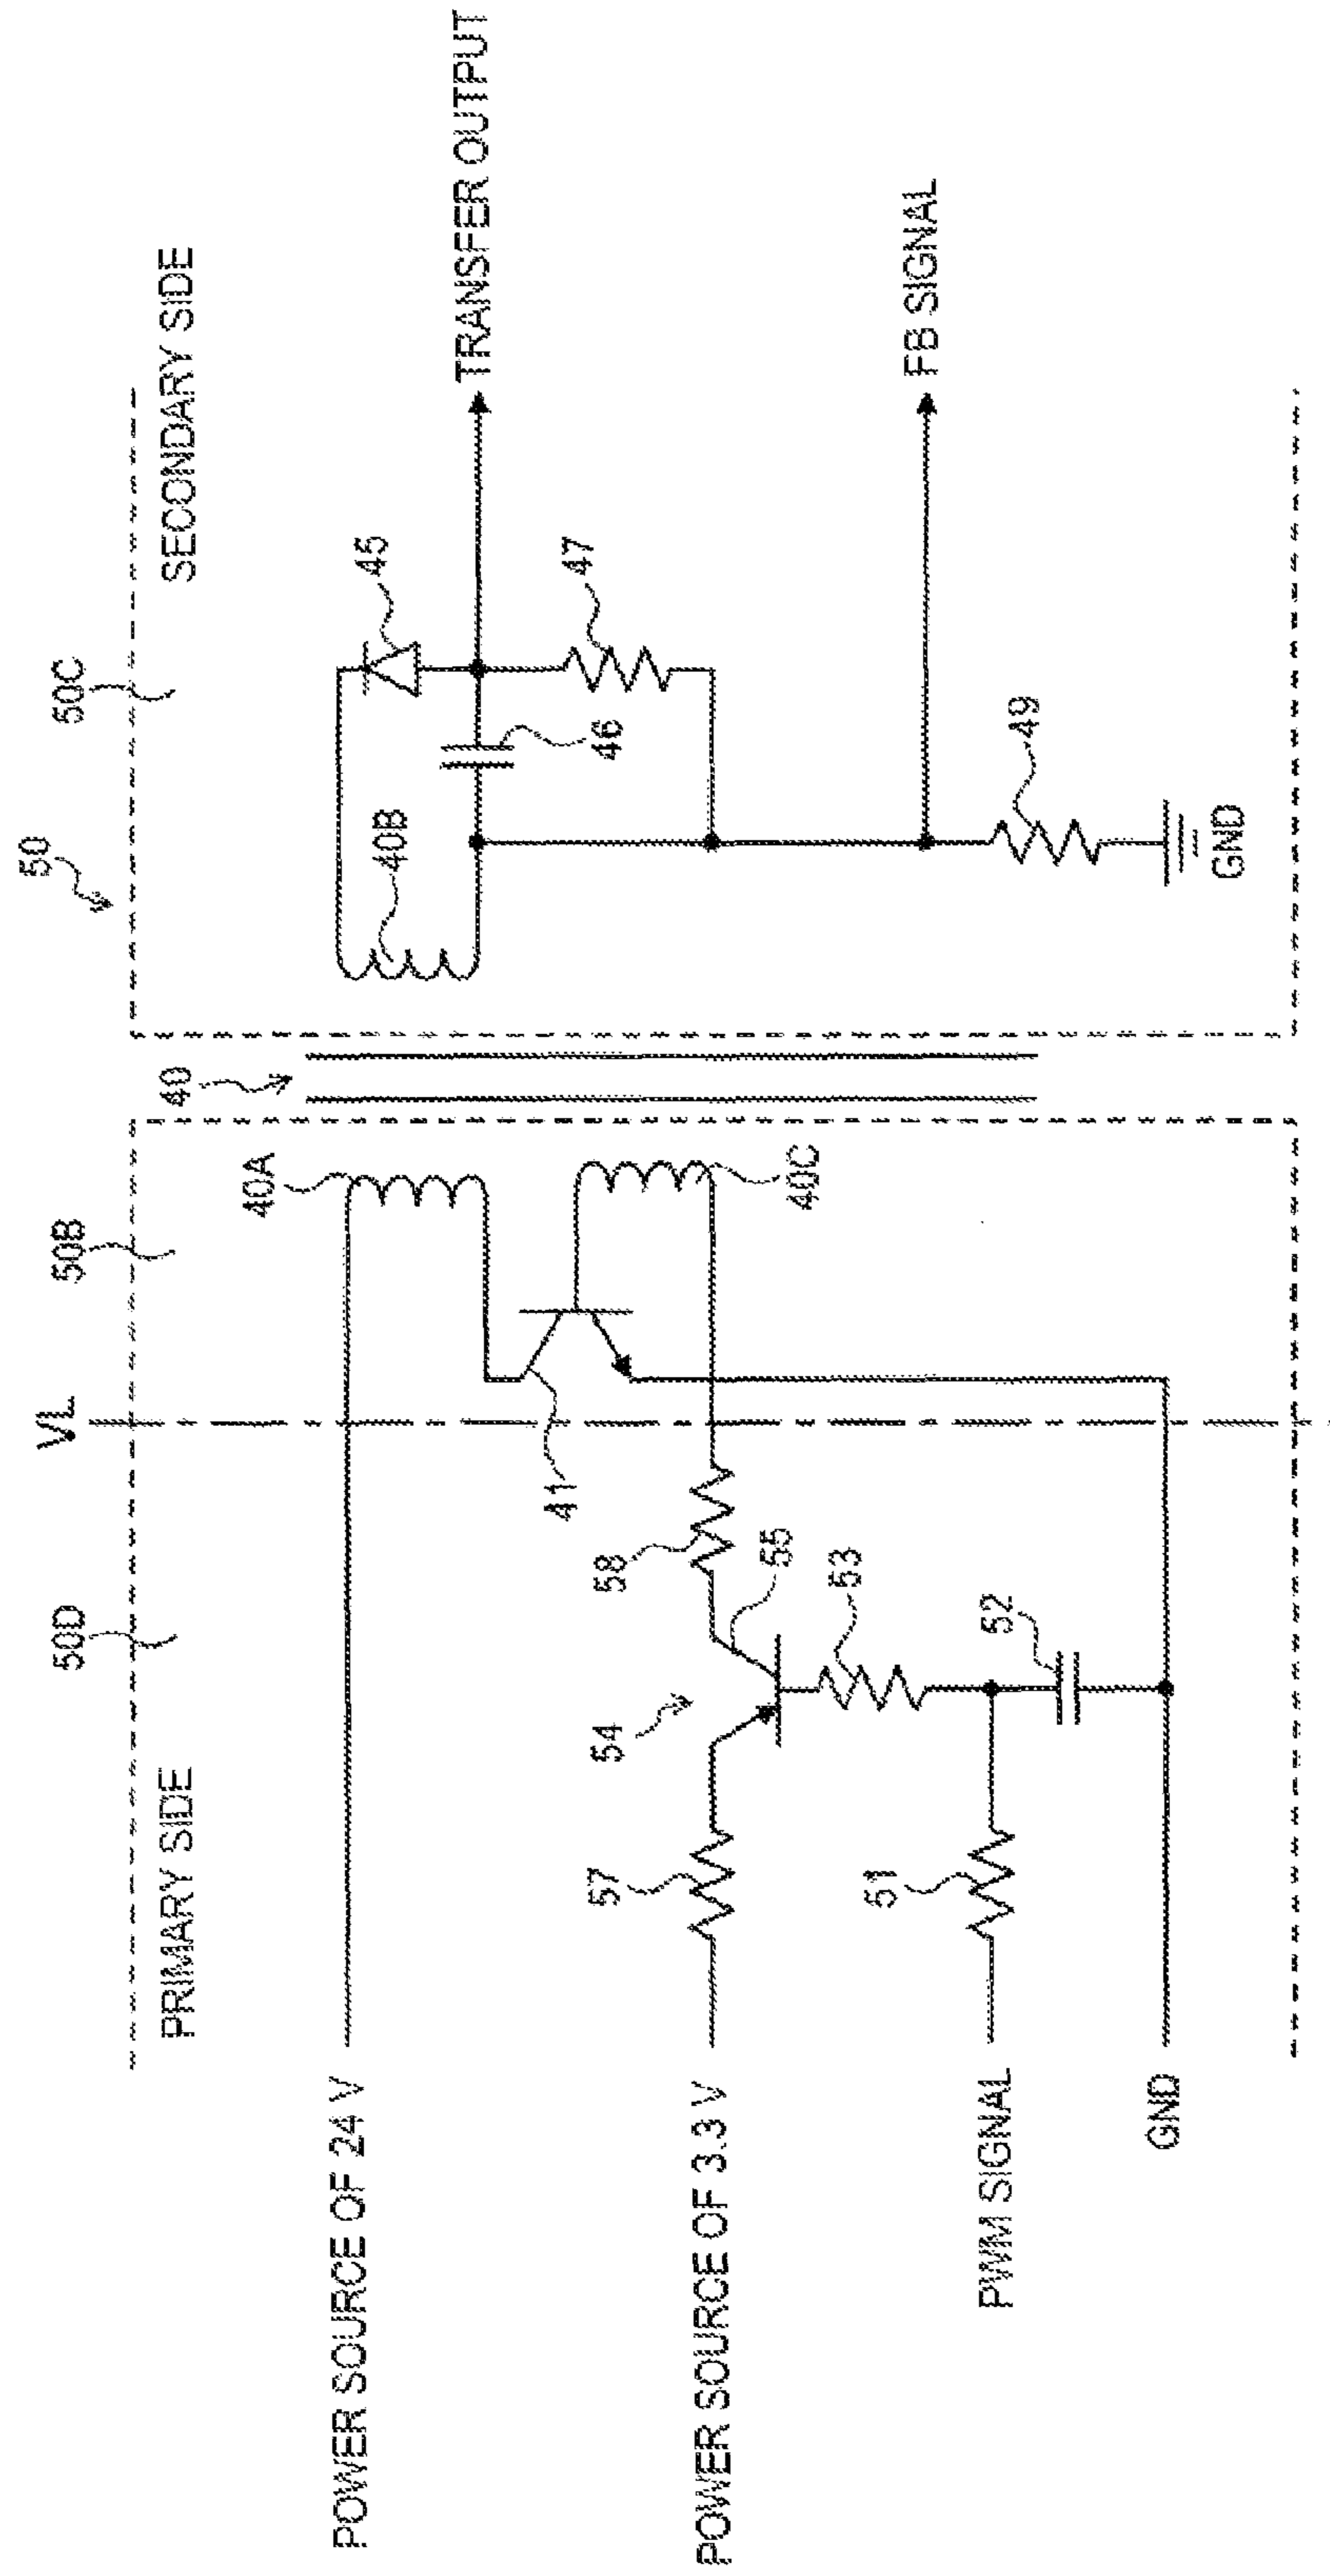 50
VL
50D
50B
50C
PRIMARY SIDE
SECONDARY SIDE
40
40A
40B
45
POWER SOURCE OF 24 V
TRANSFER OUTPUT
41
46
47
40C
54
58
57
55
POWER SOURCE OF 3.3 V
53
51
52
PWM SIGNAL
FB SIGNAL
49
GND
GND